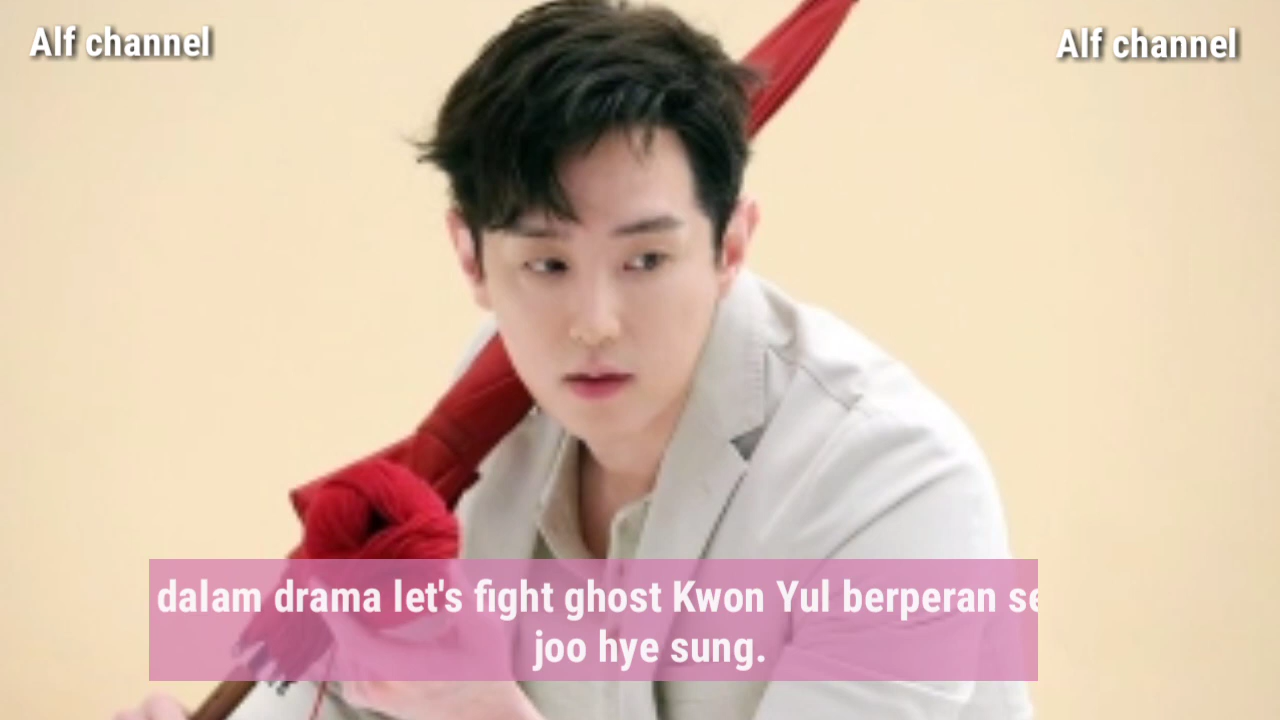 Alf channel
Alf channel
dalam drama let's fight ghost Kwon Yul berperan se
joo hye sung.